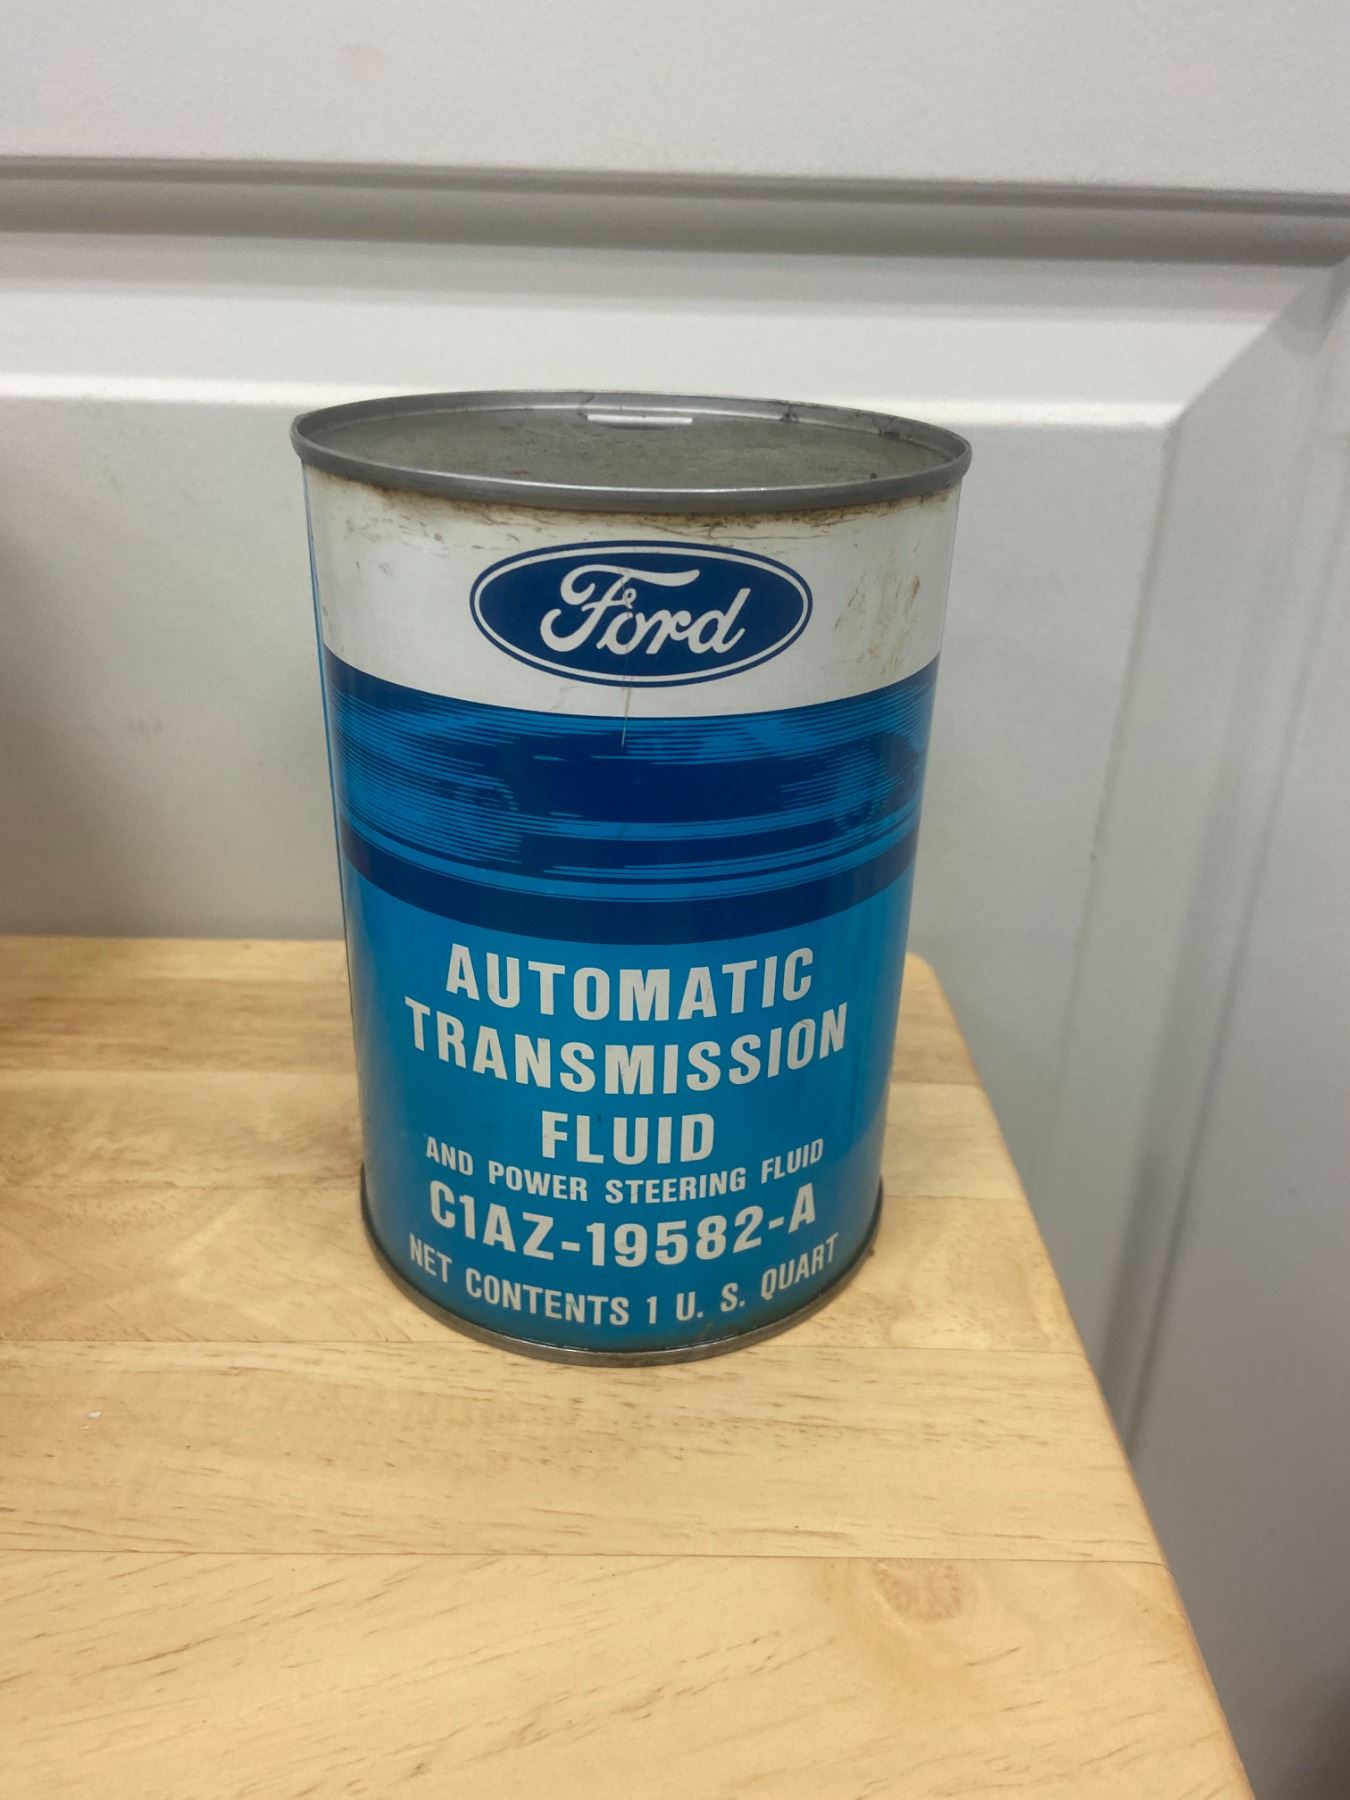 Ford
AUTOMATIC
TRANSMISSION
FLUID
AND POWER STEERING FLUID
C1AZ-19582-A
NET CONTENTS 1 U. S. QUART